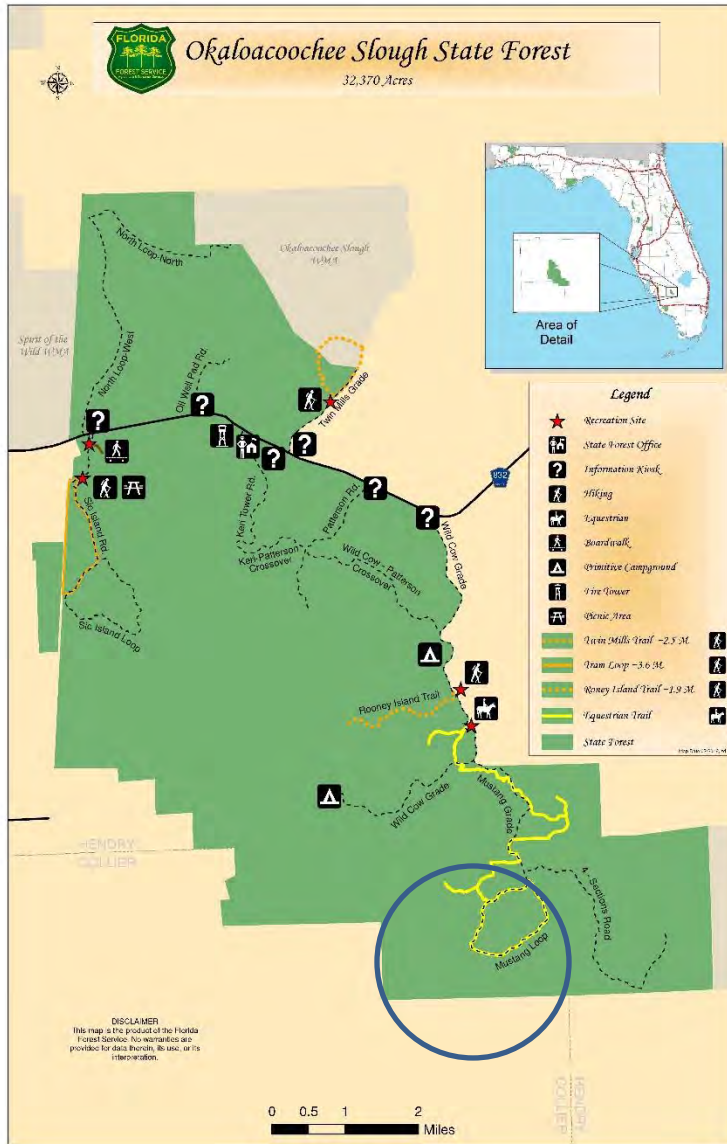 FLORIDA
FOREST SERVICE
Okaloacoochee Slough State Forest
32,370 Acres
Okaloacoochee Slough
WMA
Spirit of the
Wild WMA
North Loop-North
North Loop-West
Oil Well Pad Rd.
Twin Mills Grade
Area of
Detail
Legend
Recreation Site
State Forest Office
Information Kiosk
Hiking
Equestrian
Boardwalk
Primitive Campground
Fire Tower
Picnic Area
Twin Mills Trail ~2.5 M.
Tram Loop ~3.6 M.
Roney Island Trail ~1.9 M.
Equestrian Trail
State Forest
832
?
?
?
?
?
?
?
Sic Island Rd.
Sic Island Loop
Keri Tower Rd.
Patterson Rd.
Keri-Patterson
Crossover
Wild Cow - Patterson
Crossover
Wild Cow Grade
Rooney Island Trail
Wild Cow Grade
Mustang Grade
4 - Sections Road
Mustang Loop
HENDRY
COLLIER
HENDRY
COLLIER
DISCLAIMER
This map is the product of the Florida
Forest Service. No warranties are
provided for data therein, its use, or its
interpretation.
0 0.5 1 2
Miles